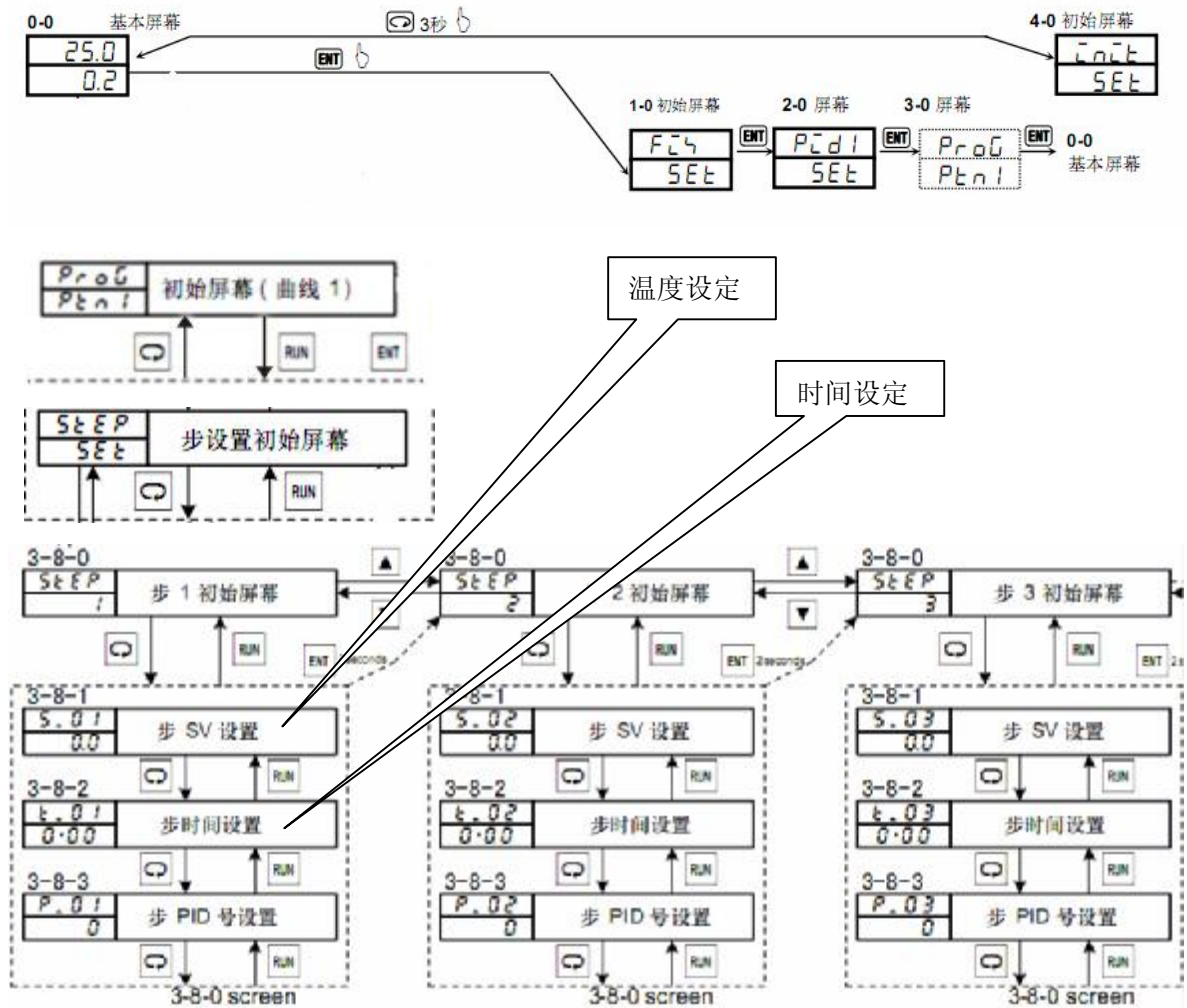 0-0 基本屏幕
3秒
4-0 初始屏幕
25.0
0.2
ENT
init
SEt
1-0 初始屏幕 2-0 屏幕 3-0 屏幕
FiS ENT Pid1 ENT ProG ENT 0-0
SEt SEt Ptn1 基本屏幕
温度设定
ProG 初始屏幕 ( 曲线 1 )
Ptn1
RUN ENT
时间设定
StEP 步设置初始屏幕
SEt
RUN
3-8-0 ▲ 3-8-0 ▲ 3-8-0
StEP 步 1 初始屏幕 StEP 2 初始屏幕 StEP 步 3 初始屏幕
1 2 ▼ 3
RUN ENT seconds RUN ENT 2seconds RUN ENT 2s
3-8-1 3-8-1 3-8-1
S.01 步 SV 设置 S.02 步 SV 设置 S.03 步 SV 设置
0.0 0.0 0.0
RUN RUN RUN
3-8-2 3-8-2 3-8-2
t.01 步时间设置 t.02 步时间设置 t.03 步时间设置
0·00 0·00 0·00
RUN RUN RUN
3-8-3 3-8-3 3-8-3
P.01 步 PID 号设置 P.02 步 PID 号设置 P.03 步 PID 号设置
0 0 0
RUN RUN RUN
3-8-0 screen 3-8-0 screen 3-8-0 screen